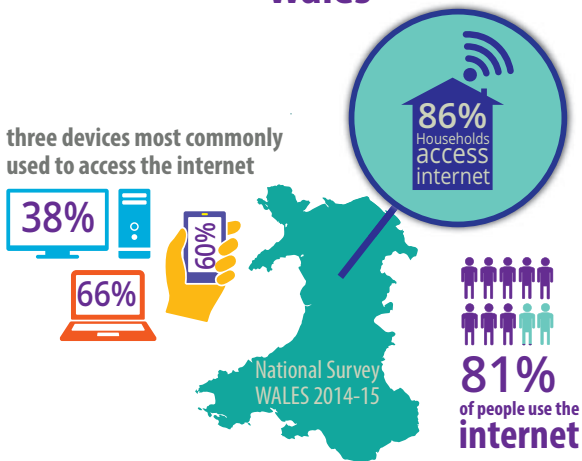 Wales
86%
Households
access
internet
three devices most commonly
used to access the internet
38%
60%
66%
National Survey
WALES 2014-15
81%
of people use the
internet